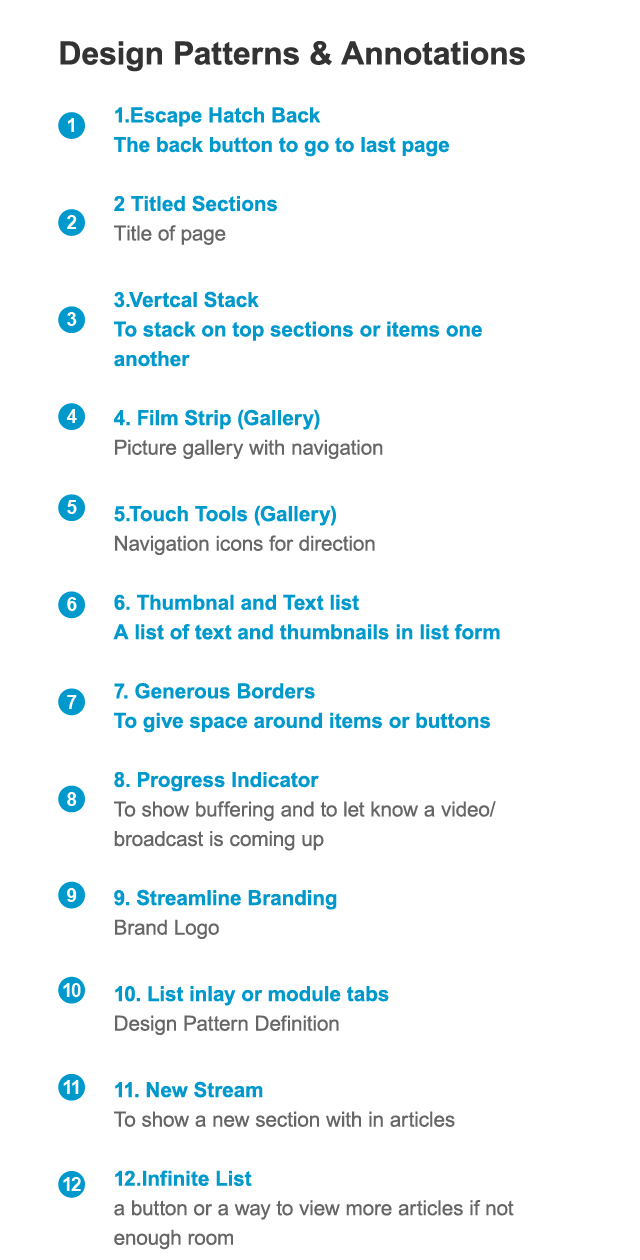 Design Patterns & Annotations
1
1.Escape Hatch Back
The back button to go to last page
2
2 Titled Sections
Title of page
3
3.Vertcal Stack
To stack on top sections or items one
another
4
4. Film Strip (Gallery)
Picture gallery with navigation
5
5.Touch Tools (Gallery)
Navigation icons for direction
6
6. Thumbnal and Text list
A list of text and thumbnails in list form
7
7. Generous Borders
To give space around items or buttons
8
8. Progress Indicator
To show buffering and to let know a video/
broadcast is coming up
9
9. Streamline Branding
Brand Logo
10
10. List inlay or module tabs
Design Pattern Definition
11
11. New Stream
To show a new section with in articles
12
12.Infinite List
a button or a way to view more articles if not
enough room